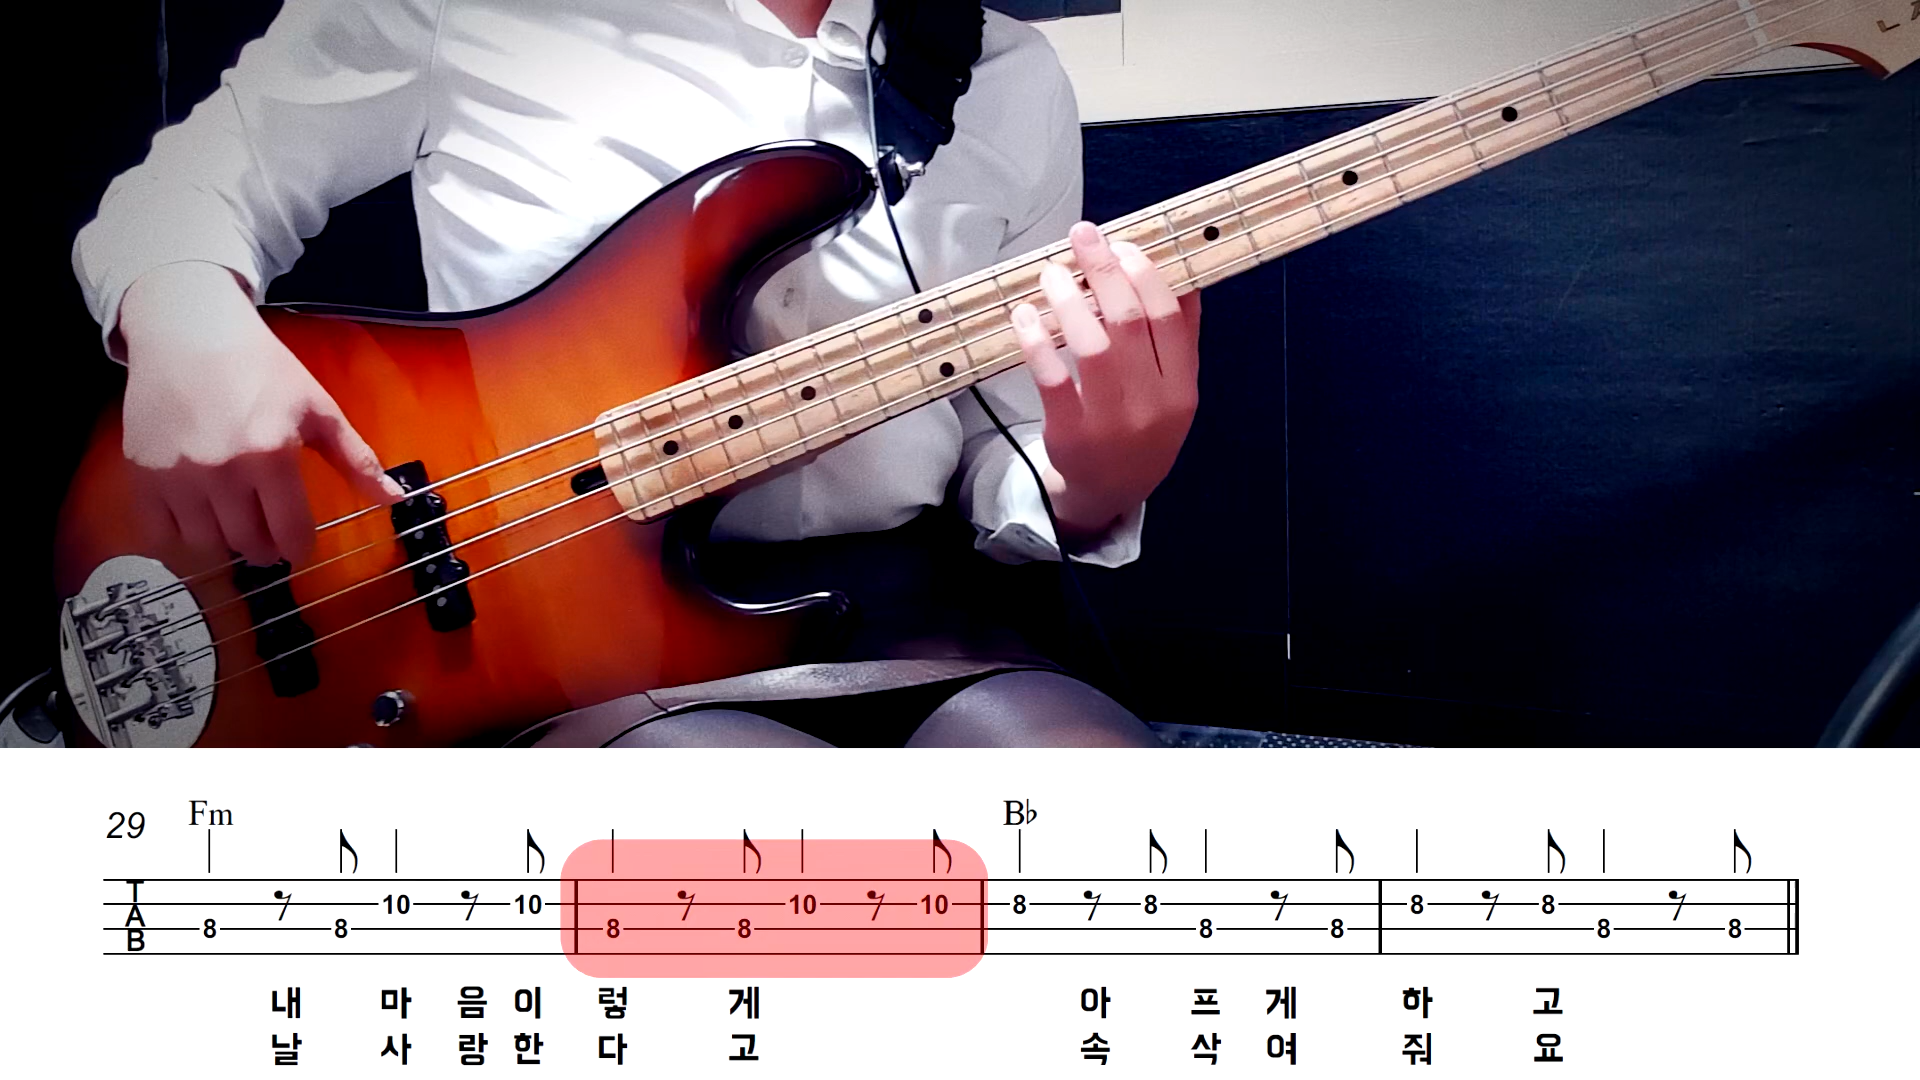 29 Fm B♭
T 10 10 10 10 8 8 8 8
A
B 8 8 8 8 8 8 8 8
내 마 음 이 렇 게 아 프 게 하 고
날 사 랑 한 다 고 속 삭 여 줘 요